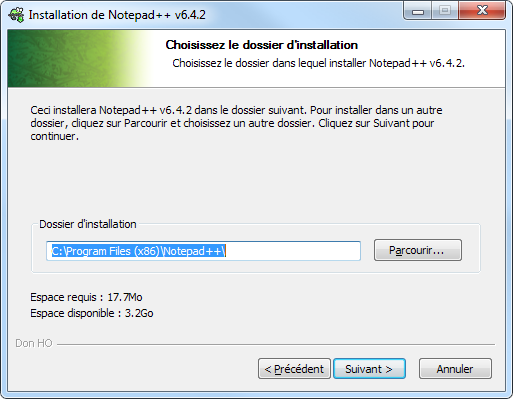 Installation de Notepad++ v6.4.2
Choisissez le dossier d'installation
Choisissez le dossier dans lequel installer Notepad++ v6.4.2.
Ceci installera Notepad++ v6.4.2 dans le dossier suivant. Pour installer dans un autre
dossier, cliquez sur Parcourir et choisissez un autre dossier. Cliquez sur Suivant pour
continuer.
Dossier d'installation
C:\Program Files (x86)\Notepad++\
Parcourir...
Espace requis : 17.7Mo
Espace disponible : 3.2Go
Don HO
< Précédent
Suivant >
Annuler